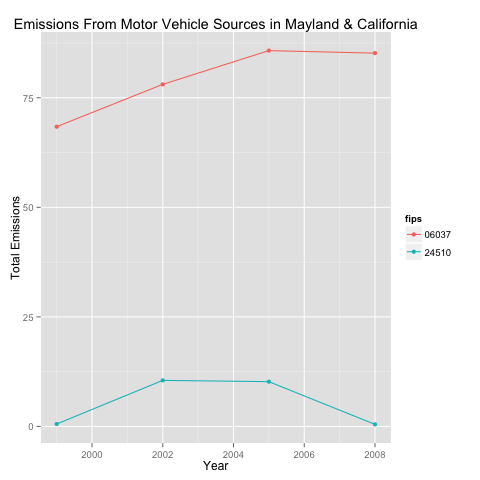 Emissions From Motor Vehicle Sources in Mayland & California
75
50
25
0
Total Emissions
2000 2002 2004 2006 2008
Year
fips
06037
24510